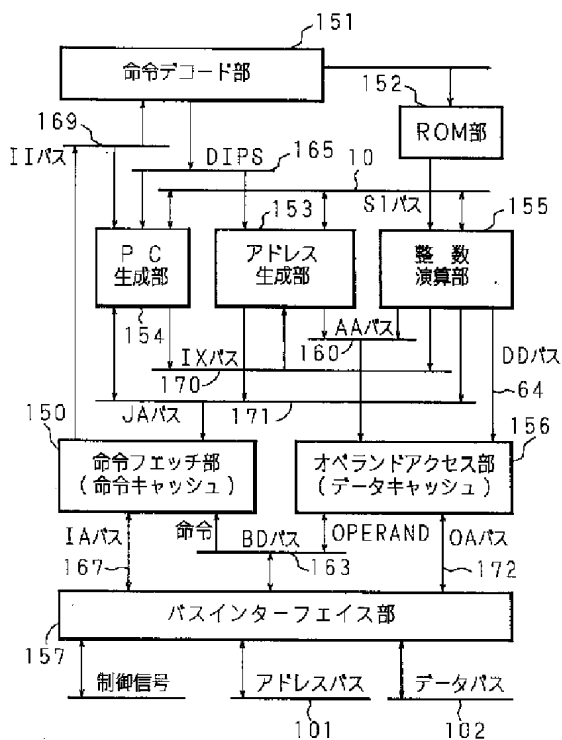 151
命令デコード部
152
ROM部
169
IIバス
DIPS
165
10
S1バス
153
155
PC
生成部
アドレス
生成部
整数
演算部
154
AAバス
160
IXバス
170
DDバス
64
JAバス
171
150
156
命令フェッチ部
(命令キャッシュ)
オペランドアクセス部
(データキャッシュ)
IAバス
167
命令
BDバス
163
OPERAND
OAバス
172
バスインターフェイス部
157
制御信号
アドレスバス
データバス
101
102